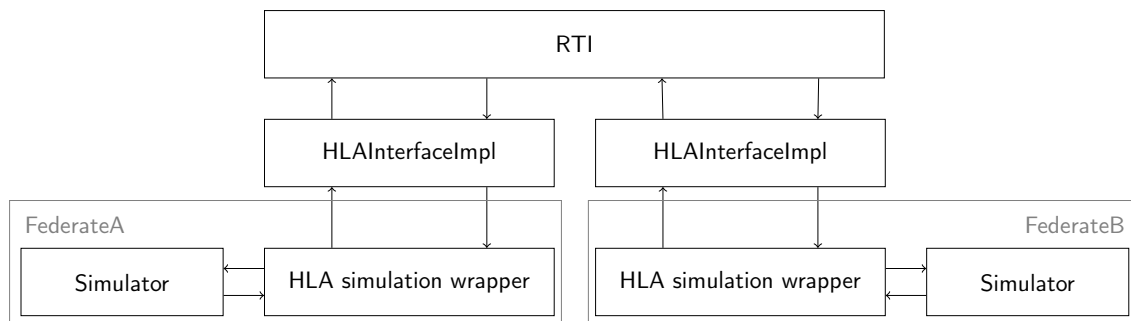 RTI
HLAInterfaceImpl
HLAInterfaceImpl
FederateA
FederateB
Simulator
HLA simulation wrapper
HLA simulation wrapper
Simulator